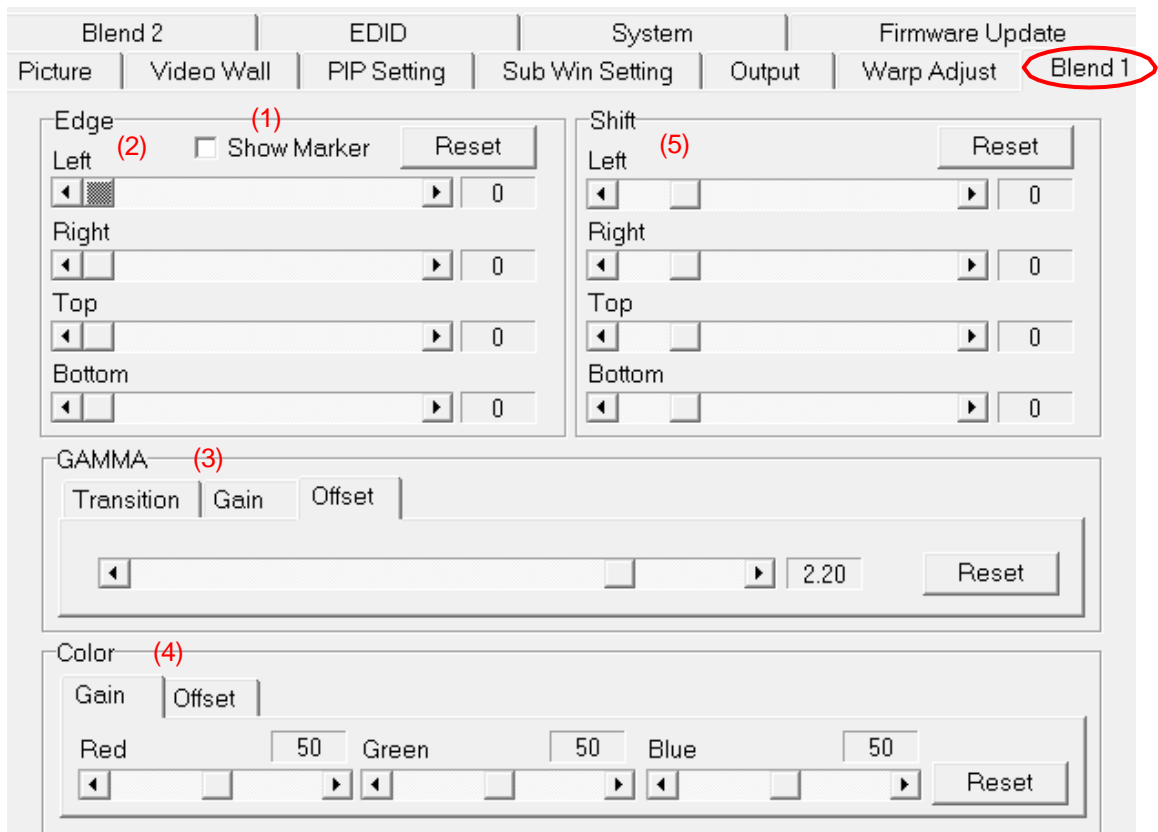 Blend 2 EDID System Firmware Update
Picture Video Wall PIP Setting Sub Win Setting Output Warp Adjust Blend 1
Edge (1)
(2) Show Marker Reset
Left
0
Right
0
Top
0
Bottom
0
Shift
(5) Reset
Left
0
Right
0
Top
0
Bottom
0
GAMMA (3)
Transition Gain Offset
2.20 Reset
Color (4)
Gain Offset
Red 50 Green 50 Blue 50
Reset